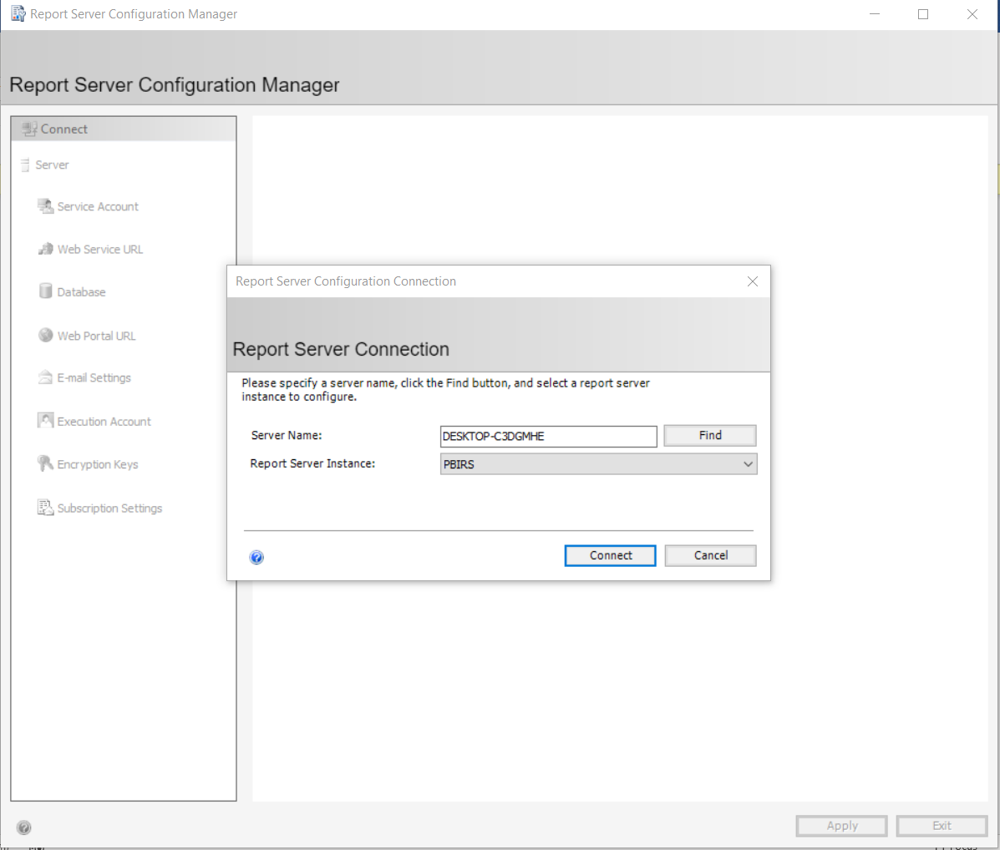 Report Server Configuration Manager
Report Server Configuration Manager
Connect
Server
Service Account
Web Service URL
Database
Web Portal URL
E-mail Settings
Execution Account
Encryption Keys
Subscription Settings
Report Server Configuration Connection
Report Server Connection
Please specify a server name, click the Find button, and select a report server
instance to configure.
Server Name:
DESKTOP-C3DGMHE
Find
Report Server Instance:
PBIRS
Connect
Cancel
Apply
Exit